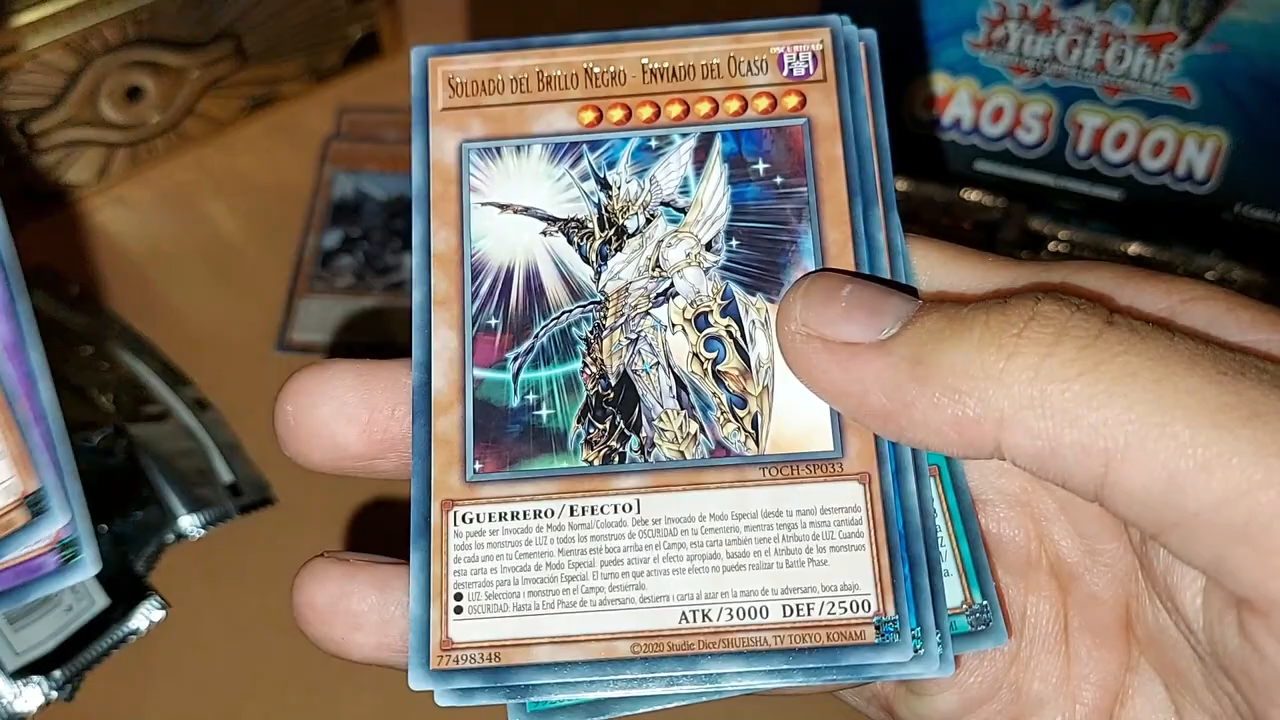 SOLDADO DEL BRILLO NEGRO - ENVIADO DEL OCASO
OSCURIDAD
闇
Yu-Gi-Oh!
CAOS TOON
TOCH-SP033
[GUERRERO/EFECTO]
No puede ser Invocado de Modo Normal/Colocado. Debe ser Invocado de Modo Especial (desde tu mano) desterrando
todos los monstruos de LUZ o todos los monstruos de OSCURIDAD en tu Cementerio, mientras tengas la misma cantidad
de cada uno en tu Cementerio. Mientras esté boca arriba en el Campo, esta carta también tiene el Atributo de LUZ. Cuando
esta carta es Invocada de Modo Especial: puedes activar el efecto apropiado, basado en el Atributo de los monstruos
desterrados para la Invocación Especial. El turno en que activas este efecto no puedes realizar tu Battle Phase.
● LUZ: Selecciona 1 monstruo en el Campo; destiérralo.
● OSCURIDAD: Hasta la End Phase de tu adversario, destierra 1 carta al azar en la mano de tu adversario, boca abajo.
ATK/3000 DEF/2500
77498348
©2020 Studio Dice/SHUEISHA, TV TOKYO, KONAMI